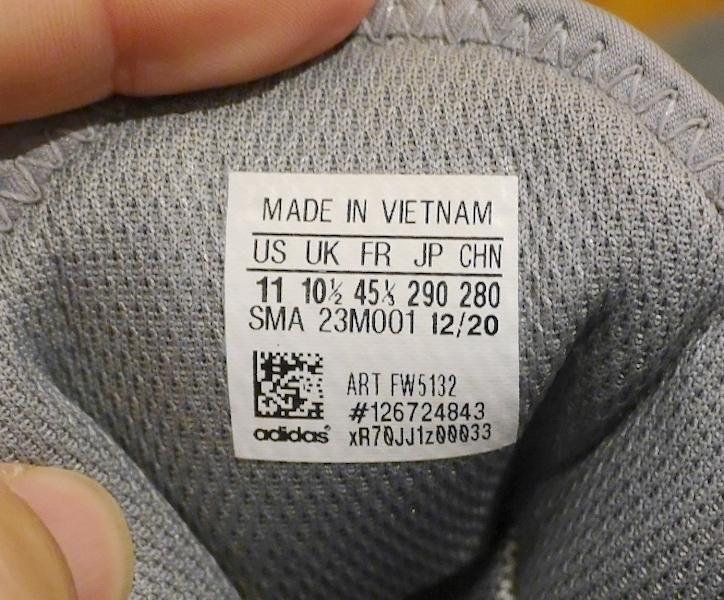 MADE IN VIETNAM
US UK FR JP CHN
11 10½ 45⅓ 290 280
SMA 23M001 12/20
ART FW5132
#126724843
adidas xR70JJ1z00033